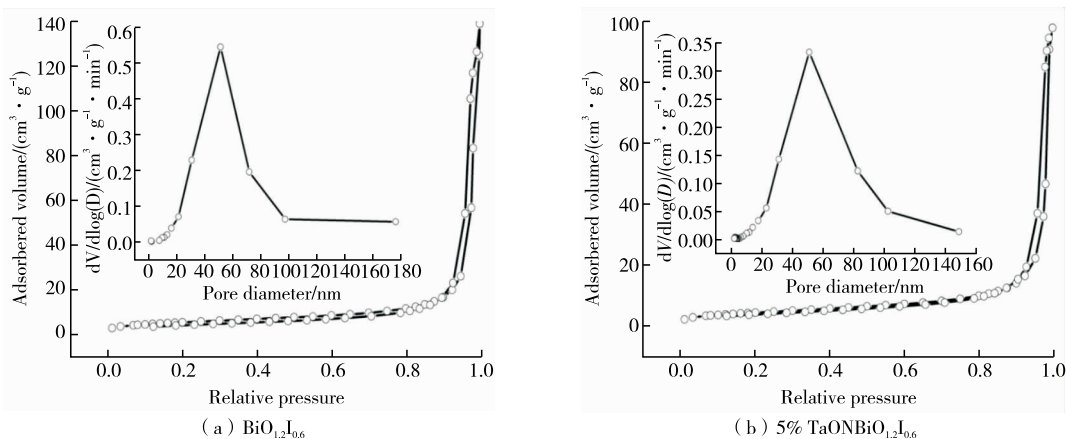 140
120
100
80
60
40
20
0
Adsorbered volume/(cm³·g⁻¹)
0.0 0.2 0.4 0.6 0.8 1.0
Relative pressure
0.6
0.5
0.4
0.3
0.2
0.1
0.0
dV/dlog(D)/(cm³·g⁻¹·min⁻¹)
0 20 40 60 80 100 120 140 160 180
Pore diameter/nm
(a) BiO₁.₂I₀.₆
100
80
60
40
20
0
Adsorbered volume/(cm³·g⁻¹)
0.0 0.2 0.4 0.6 0.8 1.0
Relative pressure
0.35
0.30
0.25
0.20
0.15
0.10
0.05
0.00
dV/dlog(D)/(cm³·g⁻¹·min⁻¹)
0 20 40 60 80 100 120 140 160
Pore diameter/nm
(b) 5% TaONBiO₁.₂I₀.₆